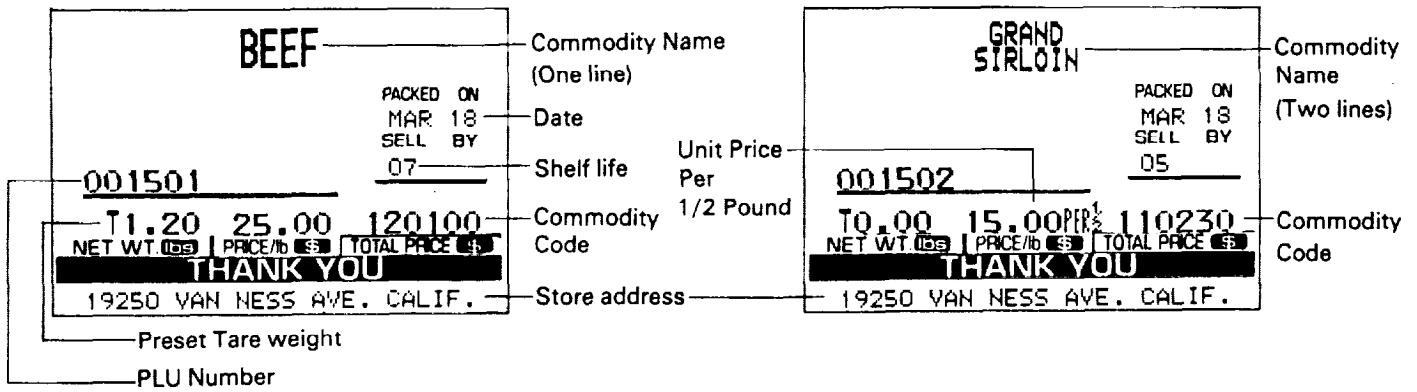 BEEF
Commodity Name
(One line)
PACKED ON
MAR 18
Date
SELL BY
07
Shelf life
001501
T1.20 25.00 120100
Commodity
Code
NET WT. lbs PRICE/lb $ TOTAL PRICE $
THANK YOU
19250 VAN NESS AVE. CALIF.
Store address
Preset Tare weight
PLU Number
GRAND
SIRLOIN
Commodity
Name
(Two lines)
PACKED ON
MAR 18
SELL BY
05
Unit Price
Per
1/2 Pound
001502
T0.00 15.00PER½ 110230
Commodity
Code
NET WT. lbs PRICE/lb $ TOTAL PRICE $
THANK YOU
19250 VAN NESS AVE. CALIF.